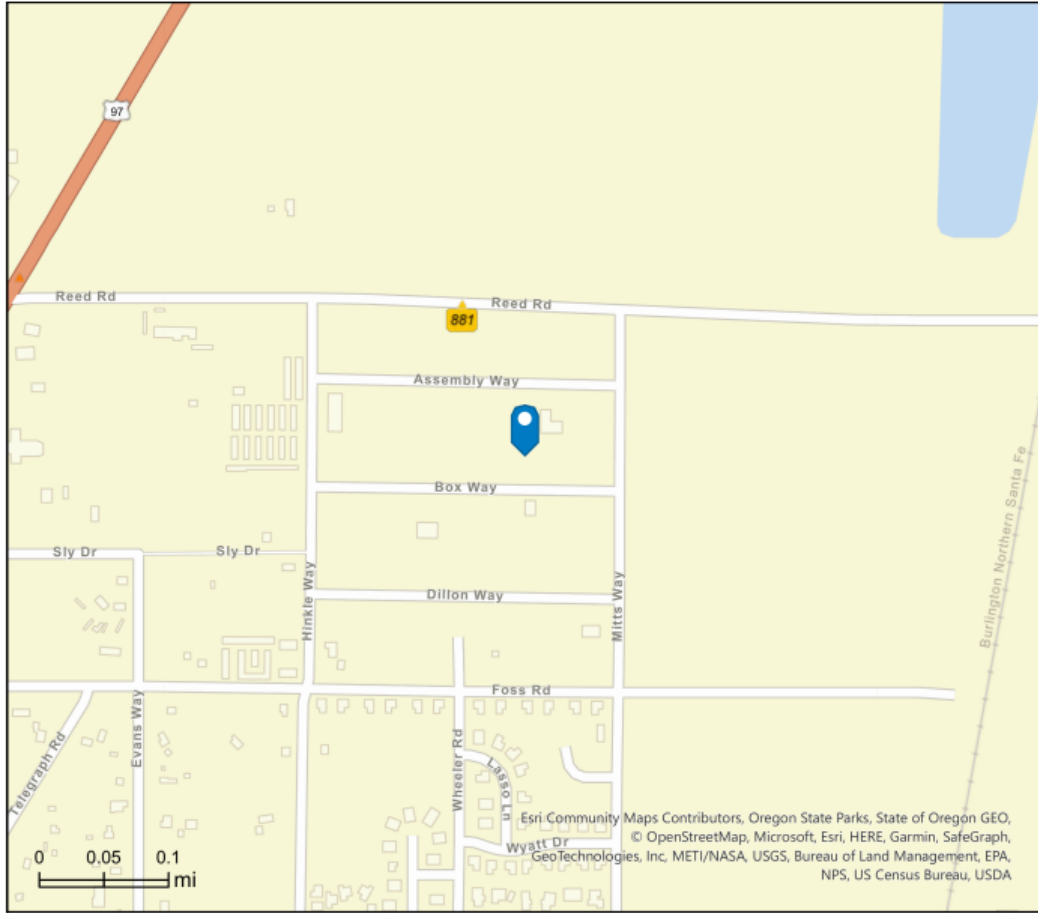 97
Reed Rd
Reed Rd
881
Assembly Way
Box Way
Burlington Northern Santa Fe
Sly Dr
Sly Dr
Hinkle Way
Dillon Way
Mitts Way
Foss Rd
Evans Way
Telegraph Rd
Wheeler Rd
Lasso Ln
Wyatt Dr
Esri Community Maps Contributors, Oregon State Parks, State of Oregon GEO,
© OpenStreetMap, Microsoft, Esri, HERE, Garmin, SafeGraph,
GeoTechnologies, Inc, METI/NASA, USGS, Bureau of Land Management, EPA,
NPS, US Census Bureau, USDA
0 0.05 0.1
mi